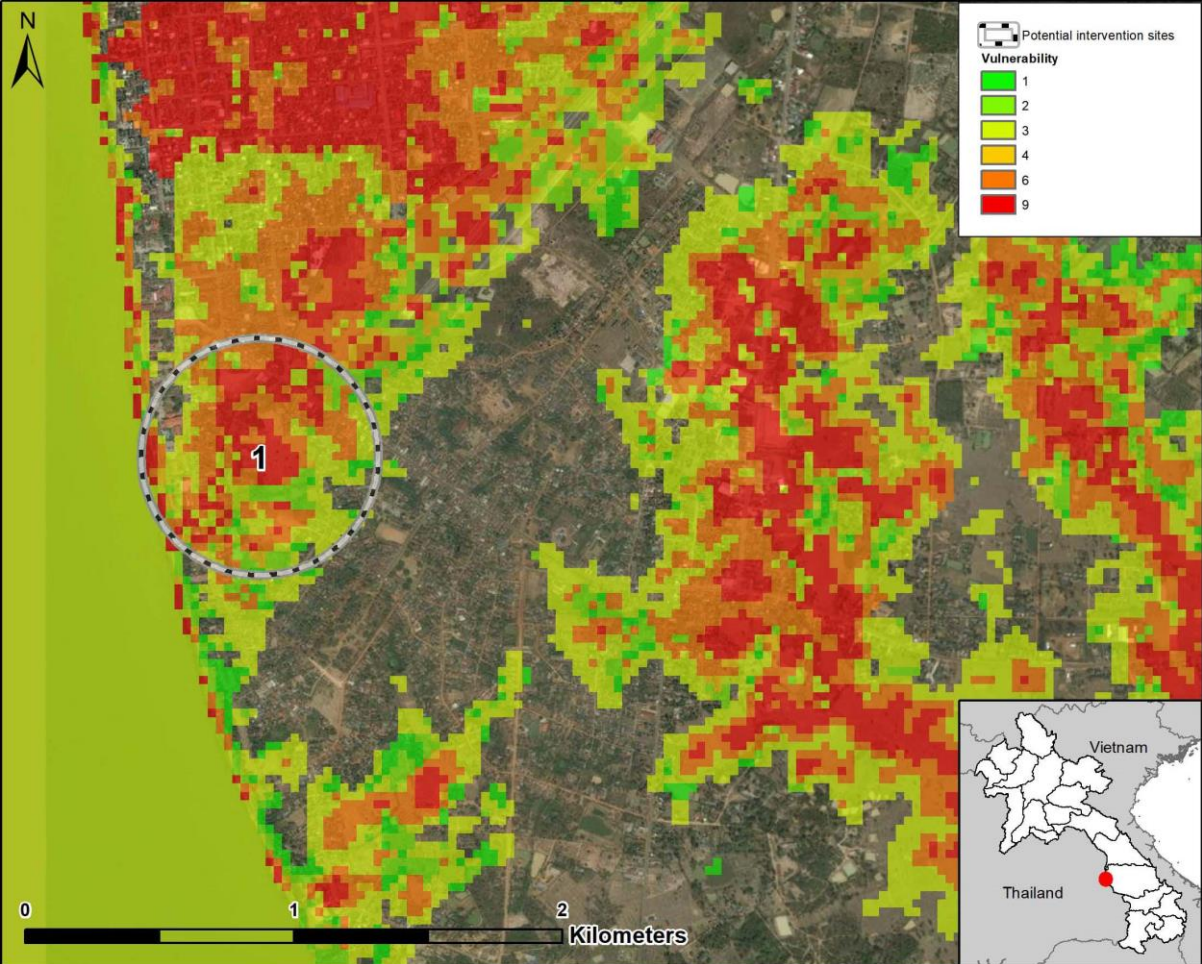 N
Potential intervention sites
Vulnerability
1
2
3
4
6
9
1
Vietnam
Thailand
0 1 2
Kilometers